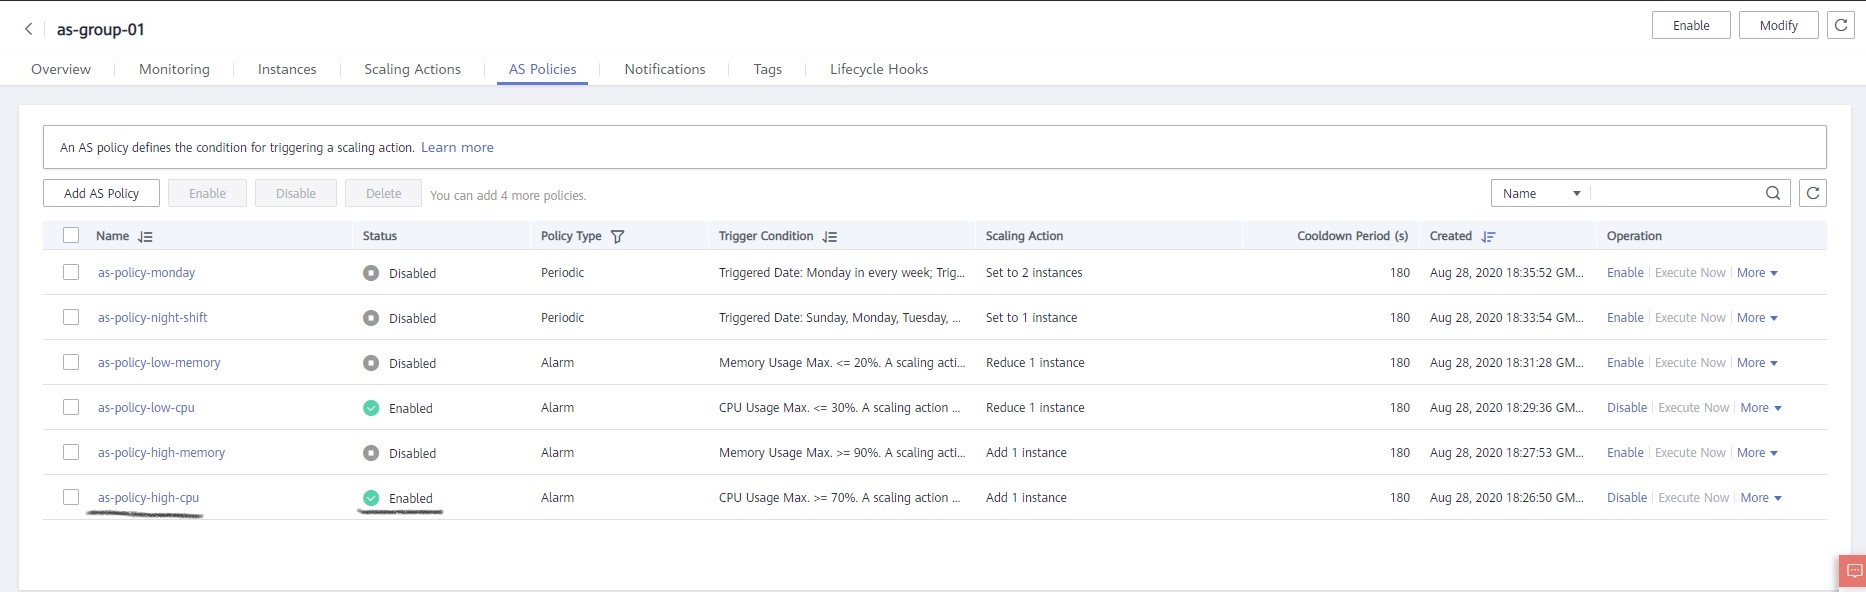 as-group-01
Enable Modify
Overview Monitoring Instances Scaling Actions AS Policies Notifications Tags Lifecycle Hooks
An AS policy defines the condition for triggering a scaling action. Learn more
Add AS Policy Enable Disable Delete You can add 4 more policies. Name
Name Status Policy Type Trigger Condition Scaling Action Cooldown Period (s) Created Operation
as-policy-monday Disabled Periodic Triggered Date: Monday in every week; Trig... Set to 2 instances 180 Aug 28, 2020 18:35:52 GM... Enable Execute Now More
as-policy-night-shift Disabled Periodic Triggered Date: Sunday, Monday, Tuesday, ... Set to 1 instance 180 Aug 28, 2020 18:33:54 GM... Enable Execute Now More
as-policy-low-memory Disabled Alarm Memory Usage Max. <= 20%. A scaling acti... Reduce 1 instance 180 Aug 28, 2020 18:31:28 GM... Enable Execute Now More
as-policy-low-cpu Enabled Alarm CPU Usage Max. <= 30%. A scaling action ... Reduce 1 instance 180 Aug 28, 2020 18:29:36 GM... Disable Execute Now More
as-policy-high-memory Disabled Alarm Memory Usage Max. >= 90%. A scaling acti... Add 1 instance 180 Aug 28, 2020 18:27:53 GM... Enable Execute Now More
as-policy-high-cpu Enabled Alarm CPU Usage Max. >= 70%. A scaling action ... Add 1 instance 180 Aug 28, 2020 18:26:50 GM... Disable Execute Now More